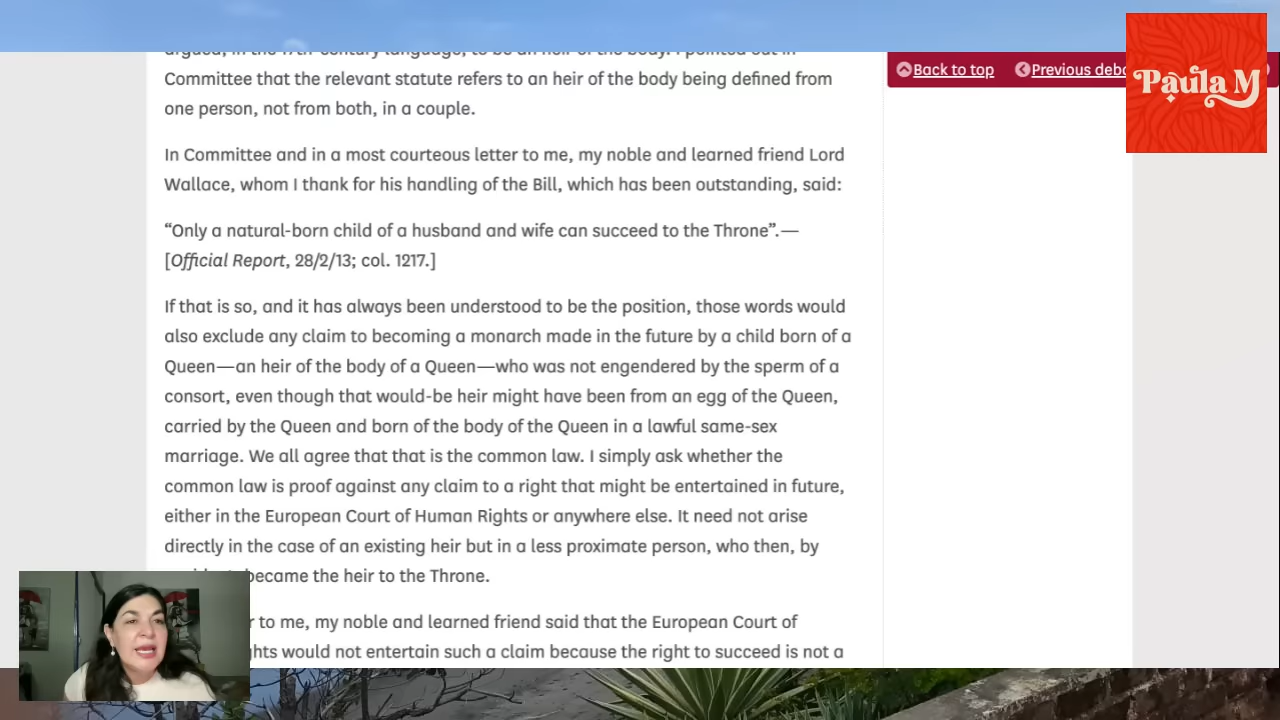 Committee that the relevant statute refers to an heir of the body being defined from
one person, not from both, in a couple.
In Committee and in a most courteous letter to me, my noble and learned friend Lord
Wallace, whom I thank for his handling of the Bill, which has been outstanding, said:
“Only a natural-born child of a husband and wife can succeed to the Throne”.—
[Official Report, 28/2/13; col. 1217.]
If that is so, and it has always been understood to be the position, those words would
also exclude any claim to becoming a monarch made in the future by a child born of a
Queen—an heir of the body of a Queen—who was not engendered by the sperm of a
consort, even though that would-be heir might have been from an egg of the Queen,
carried by the Queen and born of the body of the Queen in a lawful same-sex
marriage. We all agree that that is the common law. I simply ask whether the
common law is proof against any claim to a right that might be entertained in future,
either in the European Court of Human Rights or anywhere else. It need not arise
directly in the case of an existing heir but in a less proximate person, who then, by
became the heir to the Throne.
to me, my noble and learned friend said that the European Court of
would not entertain such a claim because the right to succeed is not a
Back to top Previous
Paula M